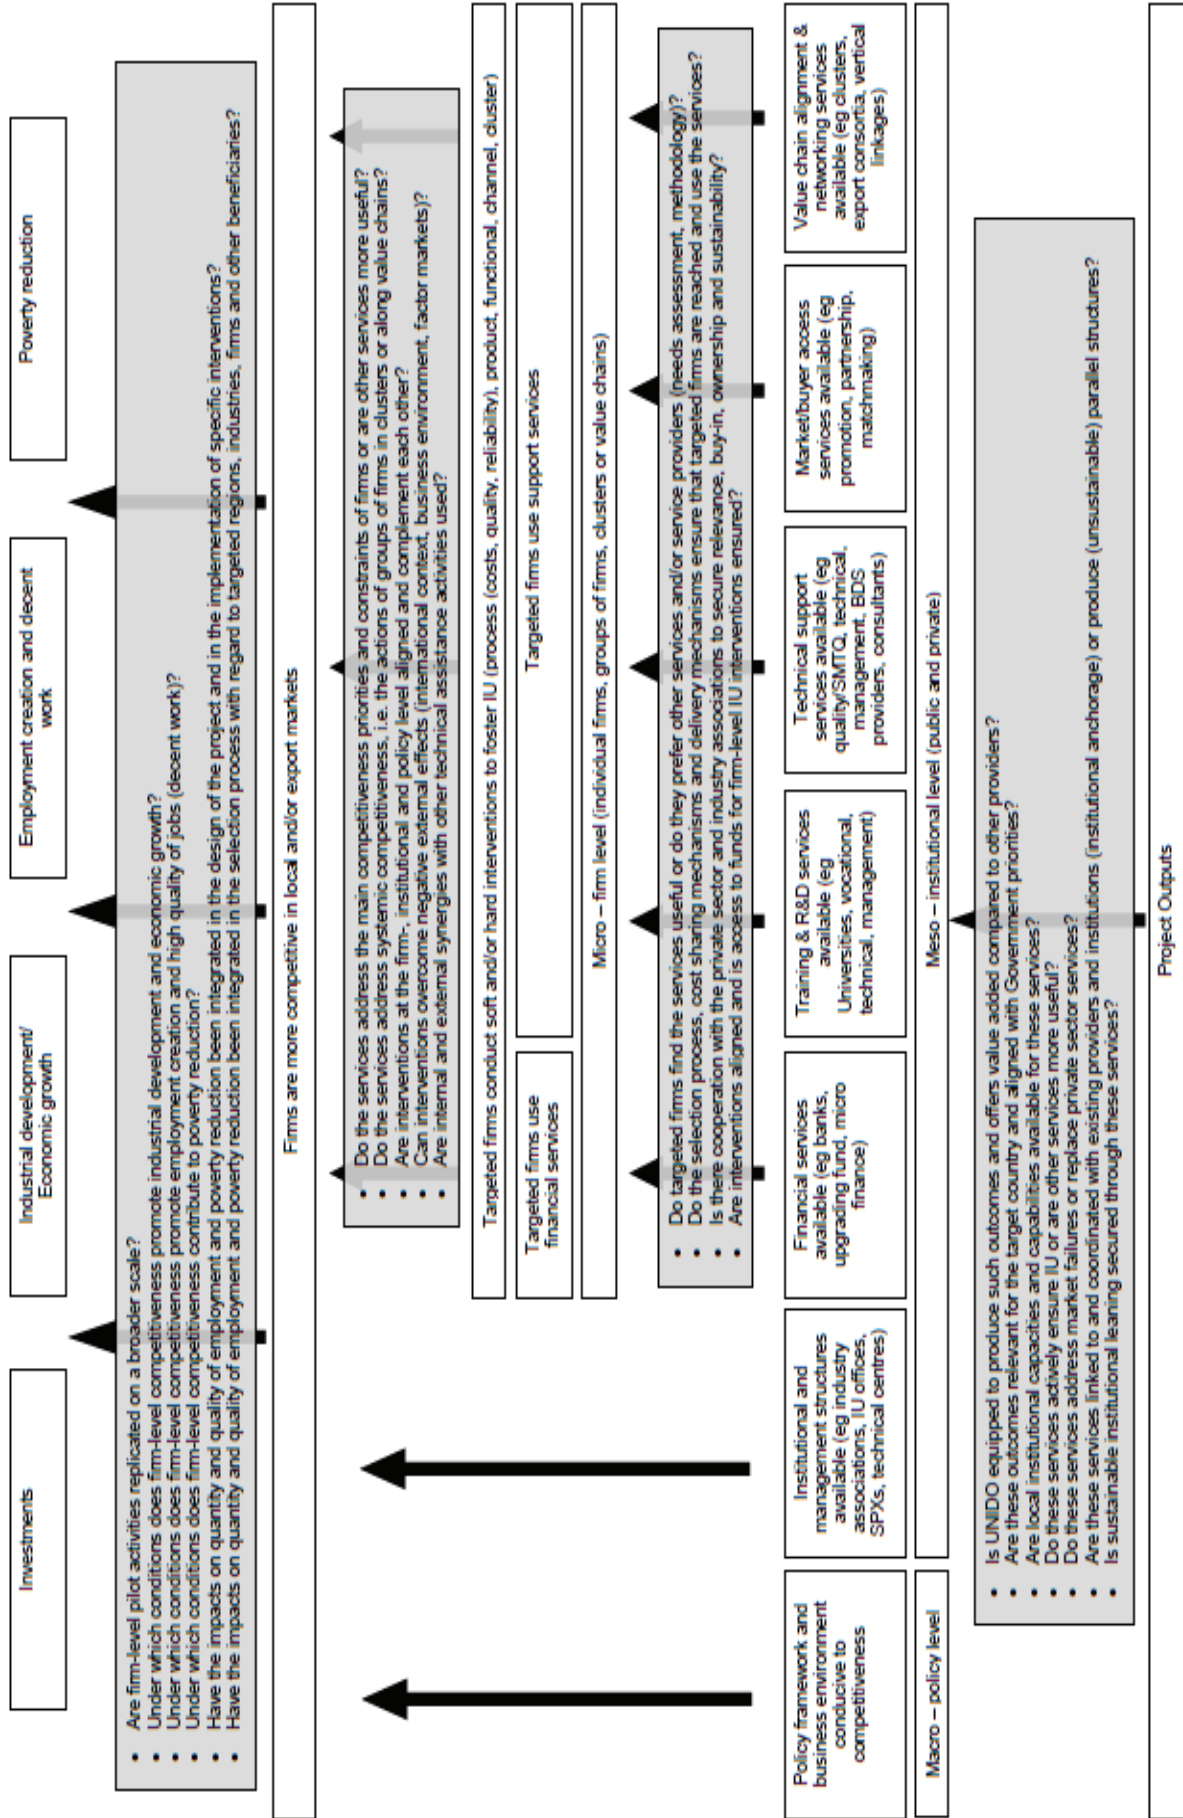 Investments
Industrial development/
Economic growth
Employment creation and decent
work
Poverty reduction
• Are firm-level pilot activities replicated on a broader scale?
• Under which conditions does firm-level competitiveness promote industrial development and economic growth?
• Under which conditions does firm-level competitiveness promote employment creation and high quality of jobs (decent work)?
• Under which conditions does firm-level competitiveness contribute to poverty reduction?
• Have the impacts on quantity and quality of employment and poverty reduction been integrated in the design of the project and in the implementation of specific interventions?
• Have the impacts on quantity and quality of employment and poverty reduction been integrated in the selection process with regard to targeted regions, industries, firms and other beneficiaries?
Firms are more competitive in local and/or export markets
• Do the services address the main competitiveness priorities and constraints of firms or are other services more useful?
• Do the services address systemic competitiveness, i.e. the actions of groups of firms in clusters or along value chains?
• Are interventions at the firm-, institutional and policy level aligned and complement each other?
• Can interventions overcome negative external effects (international context, business environment, factor markets)?
• Are internal and external synergies with other technical assistance activities used?
Targeted firms conduct soft and/or hard interventions to foster IU (process (costs, quality, reliability), product, functional, channel, cluster)
Targeted firms use
financial services
Targeted firms use support services
Micro – firm level (individual firms, groups of firms, clusters or value chains)
• Do targeted firms find the services useful or do they prefer other services and/or service providers (needs assessment, methodology)?
• Do the selection process, cost sharing mechanisms and delivery mechanisms ensure that targeted firms are reached and use the services?
• Is there cooperation with the private sector and industry associations to secure relevance, buy-in, ownership and sustainability?
• Are interventions aligned and is access to funds for firm-level IU interventions ensured?
Policy framework and
business environment
conducive to
competitiveness
Institutional and
management structures
available (eg industry
associations, IU offices,
SPXs, technical centres)
Financial services
available (eg banks,
upgrading fund, micro
finance)
Training & R&D services
available (eg
Universities, vocational,
technical, management)
Technical support
services available (eg
quality/SMTQ, technical,
management, BDS
providers, consultants)
Market/buyer access
services available (eg
promotion, partnership,
matchmaking)
Value chain alignment &
networking services
available (eg clusters,
export consortia, vertical
linkages)
Macro – policy level
Meso – institutional level (public and private)
• Is UNIDO equipped to produce such outcomes and offers value added compared to other providers?
• Are these outcomes relevant for the target country and aligned with Government priorities?
• Are local institutional capacities and capabilities available for these services?
• Do these services actively ensure IU or are other services more useful?
• Do these services address market failures or replace private sector services?
• Are these services linked to and coordinated with existing providers and institutions (institutional anchorage) or produce (unsustainable) parallel structures?
• Is sustainable institutional leaning secured through these services?
Project Outputs